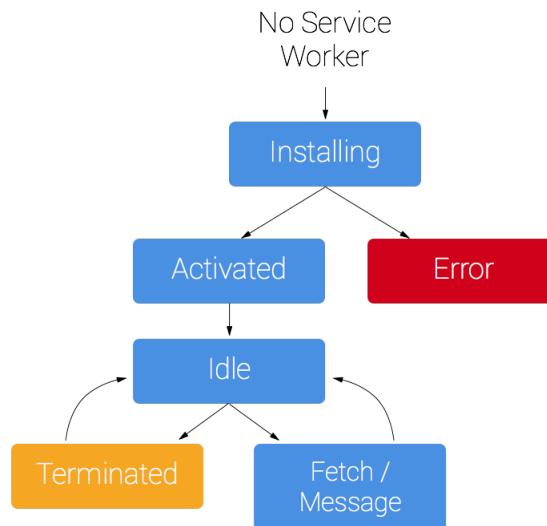 No Service
Worker
Installing
Activated
Error
Idle
Terminated
Fetch /
Message